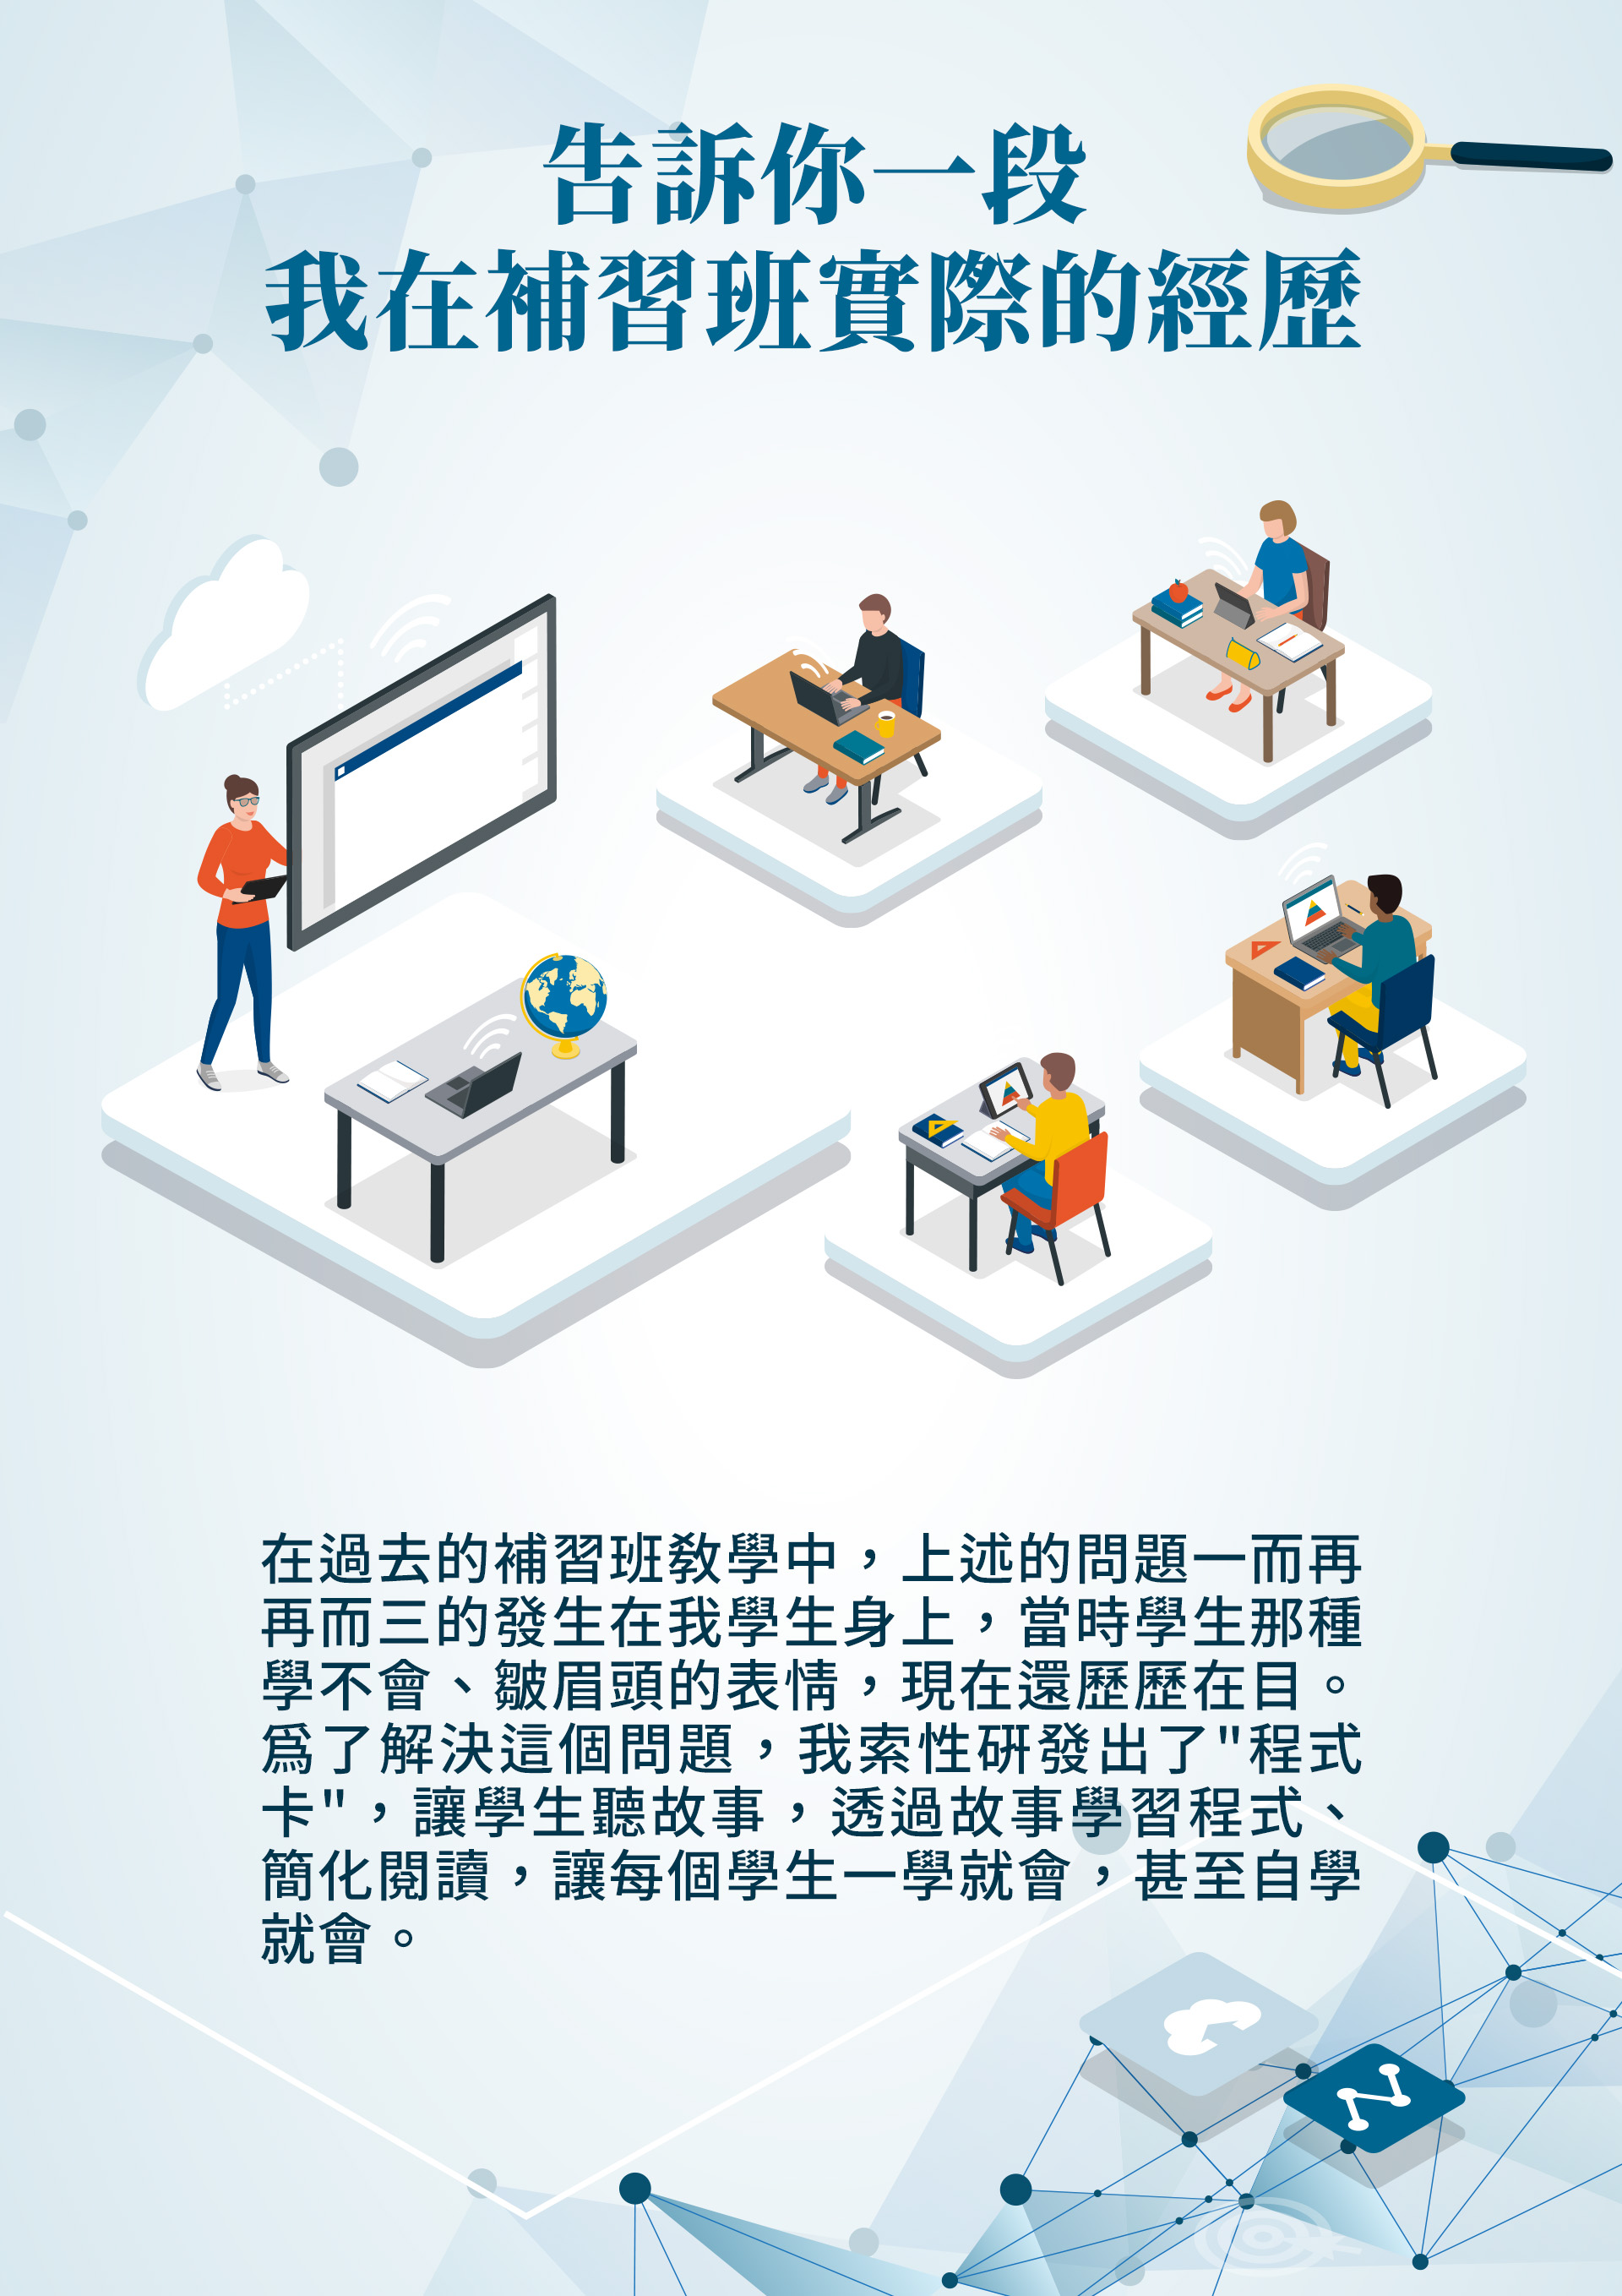 告訴你一段
我在補習班實際的經歷
在過去的補習班教學中，上述的問題一而再
再而三的發生在我學生身上，當時學生那種
學不會、皺眉頭的表情，現在還歷歷在目。
為了解決這個問題，我索性研發出了"程式
卡"，讓學生聽故事，透過故事學習程式、
簡化閱讀，讓每個學生一學就會，甚至自學
就會。